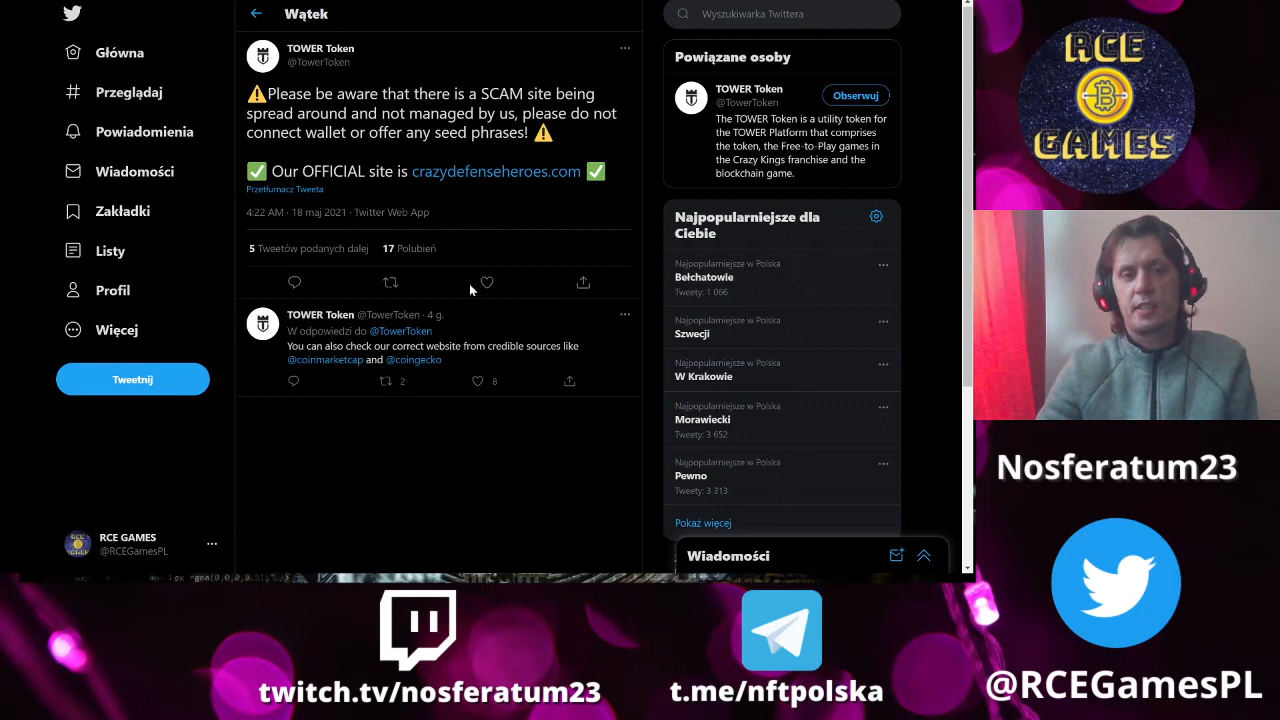 Główna
Przeglądaj
Powiadomienia
Wiadomości
Zakładki
Listy
Profil
Więcej
Tweetnij
RCE GAMES
@RCEGamesPL
Wątek
TOWER Token
@TowerToken
⚠️Please be aware that there is a SCAM site being
spread around and not managed by us, please do not
connect wallet or offer any seed phrases! ⚠️
✅ Our OFFICIAL site is crazydefenseheroes.com ✅
Przetłumacz Tweeta
4:22 AM · 18 maj 2021 · Twitter Web App
5 Tweetów podanych dalej 17 Polubień
TOWER Token @TowerToken · 4 g.
W odpowiedzi do @TowerToken
You can also check our correct website from credible sources like
@coinmarketcap and @coingecko
2 8
Wyszukiwarka Twittera
Powiązane osoby
TOWER Token
@TowerToken
Obserwuj
The TOWER Token is a utility token for
the TOWER Platform that comprises
the token, the Free-to-Play games in
the Crazy Kings franchise and the
blockchain game.
Najpopularniejsze dla
Ciebie
Najpopularniejsze w Polska
Bełchatowie
Tweety: 1 066
Najpopularniejsze w Polska
Szwecji
Najpopularniejsze w Polska
W Krakowie
Najpopularniejsze w Polska
Morawiecki
Tweety: 3 652
Najpopularniejsze w Polska
Pewno
Tweety: 3 313
Pokaż więcej
Wiadomości
RCE
GAMES
Nosferatum23
@RCEGamesPL
twitch.tv/nosferatum23
t.me/nftpolska